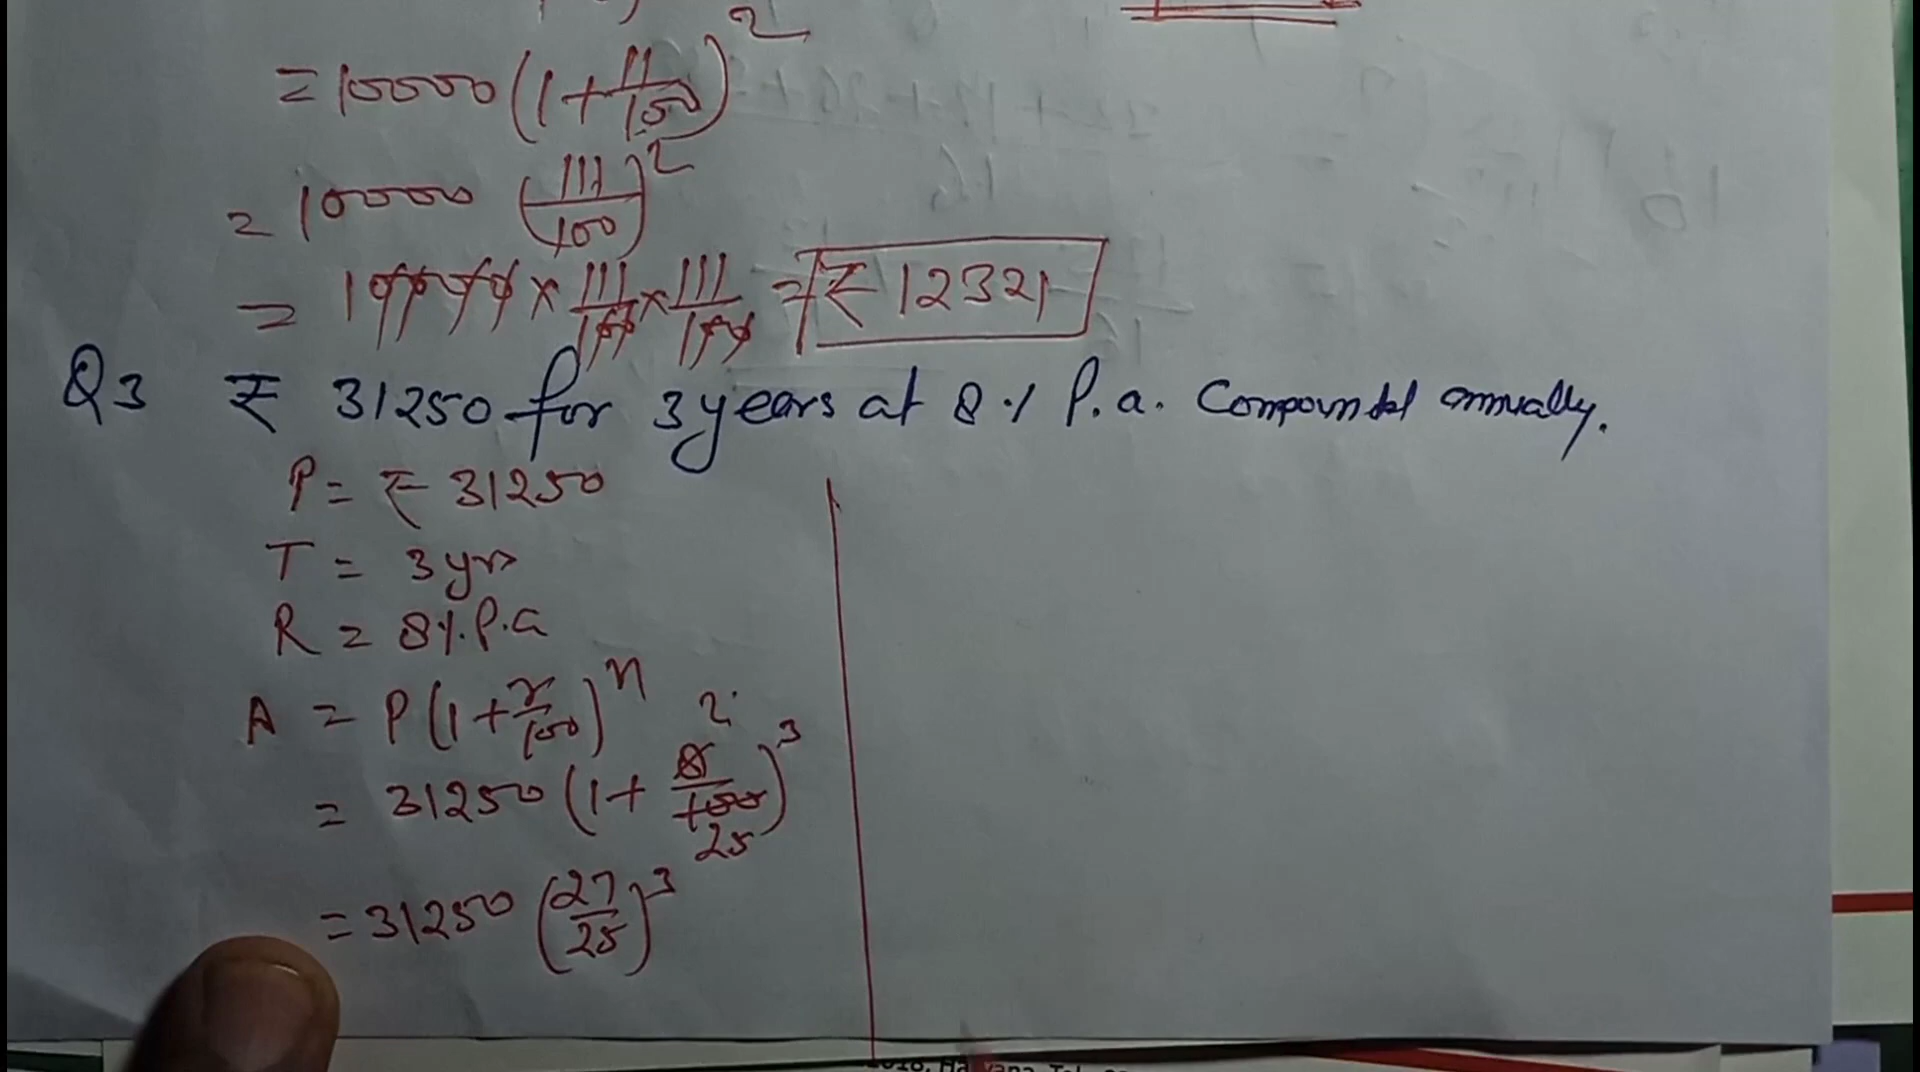 = 10000 (1 + 11/100)^2
= 10000 (111/100)^2
= 10000 × 111/100 × 111/100 = ₹ 12321
Q3 ₹ 31250 for 3 years at 8 % P.a. Compounded annually.
P = ₹ 31250
T = 3 yrs
R = 8 %. P.a
A = P (1 + r/100)^n
= 31250 (1 + 8/100)^3
2
25
= 31250 (27/25)^3